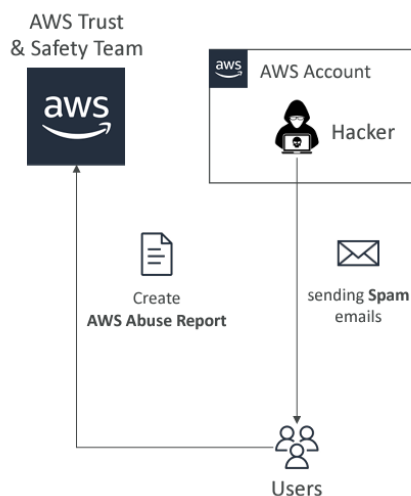 AWS Trust
& Safety Team
aws
aws
AWS Account
Hacker
Create
AWS Abuse Report
sending Spam
emails
Users